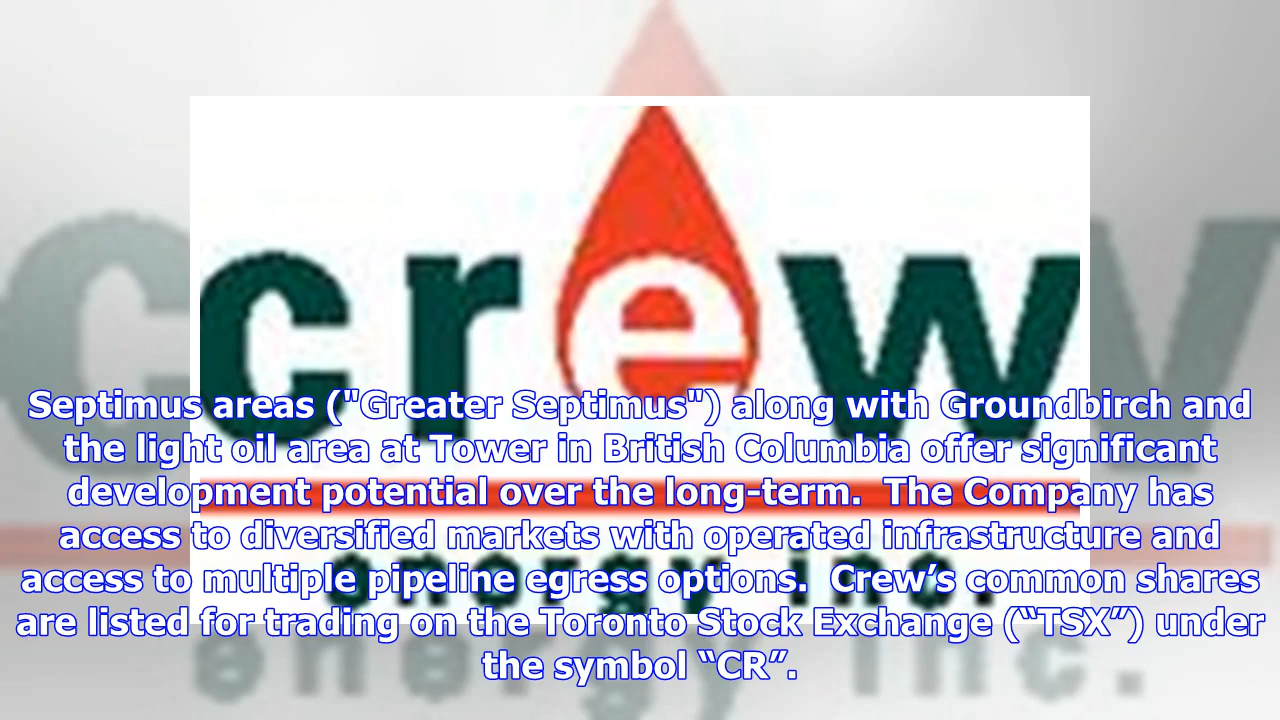 crew
energy inc.
Septimus areas ("Greater Septimus") along with Groundbirch and
the light oil area at Tower in British Columbia offer significant
development potential over the long-term.  The Company has
access to diversified markets with operated infrastructure and
access to multiple pipeline egress options.  Crew’s common shares
are listed for trading on the Toronto Stock Exchange (“TSX”) under
the symbol “CR”.